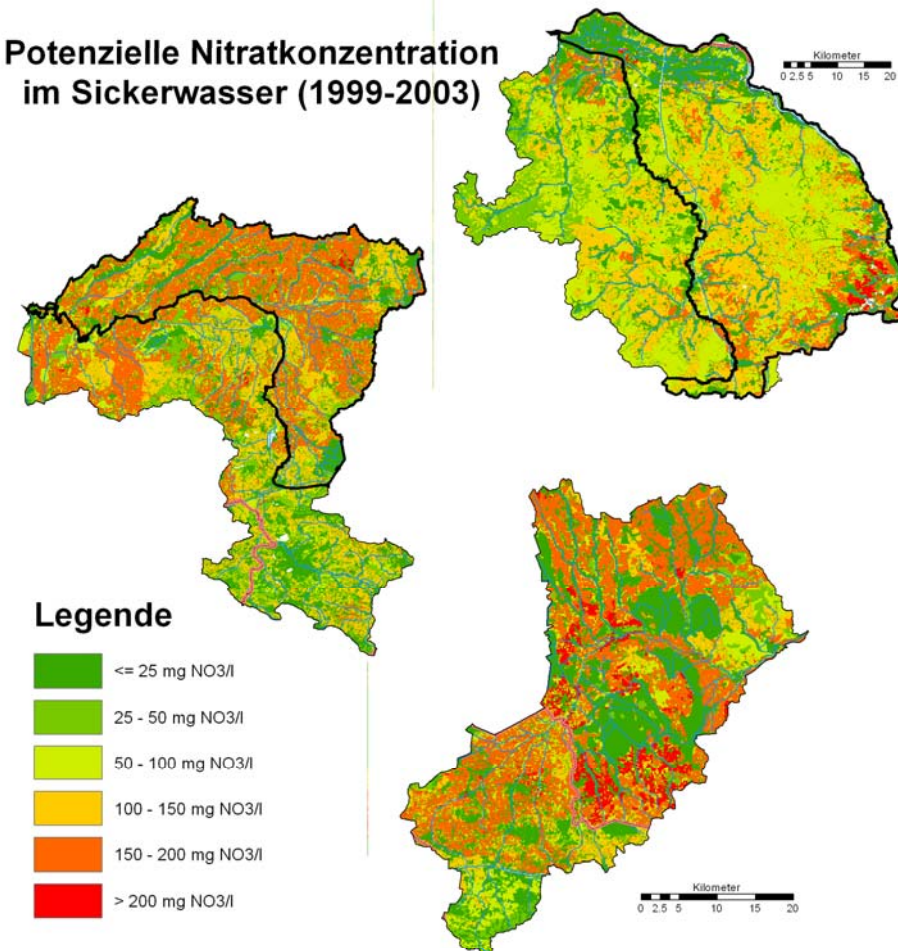 Potenzielle Nitratkonzentration
im Sickerwasser (1999-2003)
Kilometer
0 2.5 5 10 15 20
Legende
<= 25 mg NO3/l
25 - 50 mg NO3/l
50 - 100 mg NO3/l
100 - 150 mg NO3/l
150 - 200 mg NO3/l
> 200 mg NO3/l
Kilometer
0 2.5 5 10 15 20